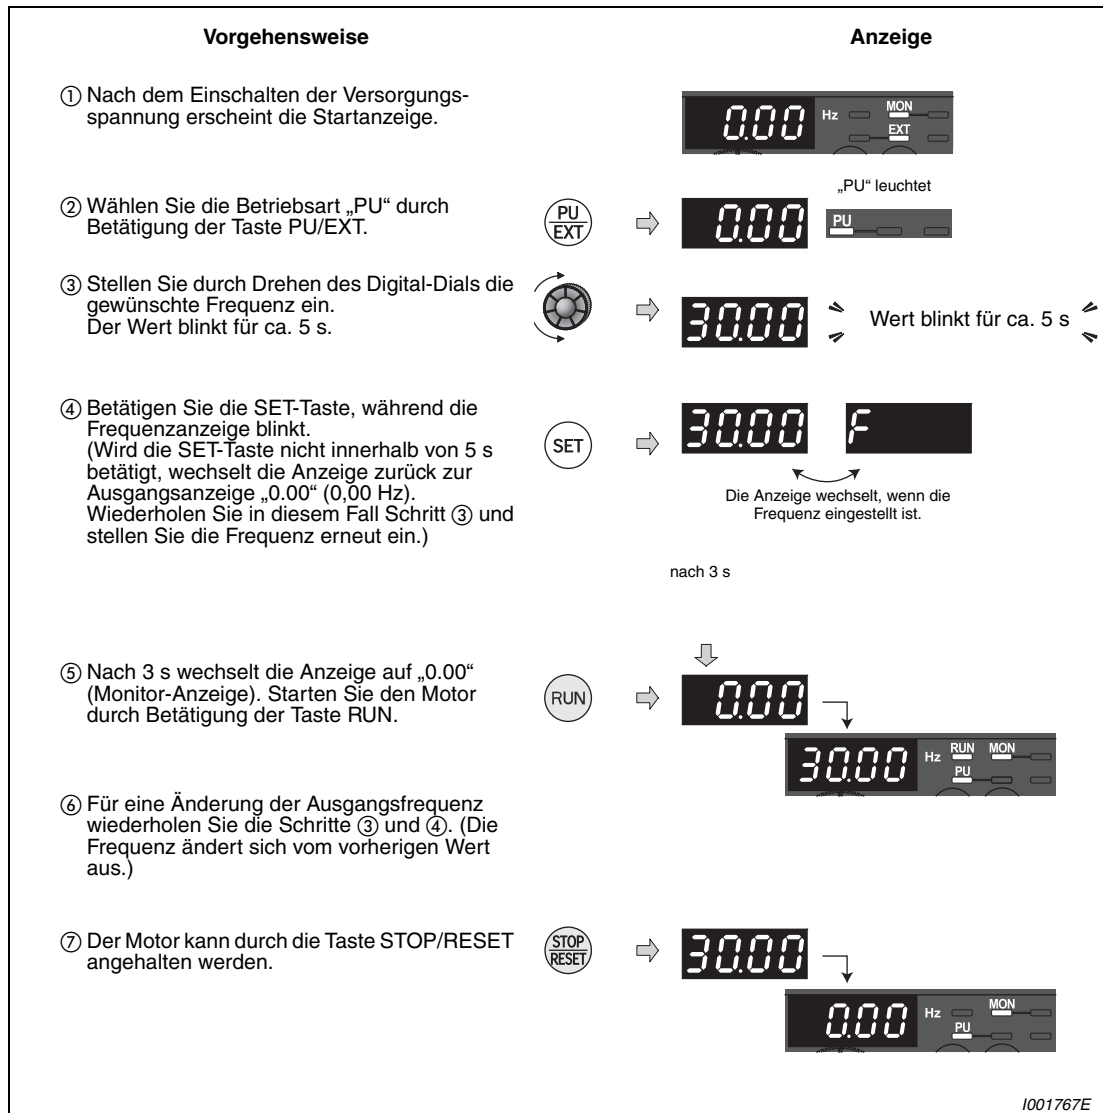 Vorgehensweise
Anzeige
① Nach dem Einschalten der Versorgungs-
spannung erscheint die Startanzeige.
0.00 Hz MON
EXT
② Wählen Sie die Betriebsart „PU“ durch
Betätigung der Taste PU/EXT.
PU
EXT
„PU“ leuchtet
0.00
PU
③ Stellen Sie durch Drehen des Digital-Dials die
gewünschte Frequenz ein.
Der Wert blinkt für ca. 5 s.
30.00
Wert blinkt für ca. 5 s
④ Betätigen Sie die SET-Taste, während die
Frequenzanzeige blinkt.
(Wird die SET-Taste nicht innerhalb von 5 s
betätigt, wechselt die Anzeige zurück zur
Ausgangsanzeige „0.00“ (0,00 Hz).
Wiederholen Sie in diesem Fall Schritt ③ und
stellen Sie die Frequenz erneut ein.)
SET
30.00 F
Die Anzeige wechselt, wenn die
Frequenz eingestellt ist.
nach 3 s
⑤ Nach 3 s wechselt die Anzeige auf „0.00“
(Monitor-Anzeige). Starten Sie den Motor
durch Betätigung der Taste RUN.
RUN
0.00
30.00 Hz RUN MON
PU
⑥ Für eine Änderung der Ausgangsfrequenz
wiederholen Sie die Schritte ③ und ④. (Die
Frequenz ändert sich vom vorherigen Wert
aus.)
⑦ Der Motor kann durch die Taste STOP/RESET
angehalten werden.
STOP
RESET
30.00
0.00 Hz MON
PU
I001767E